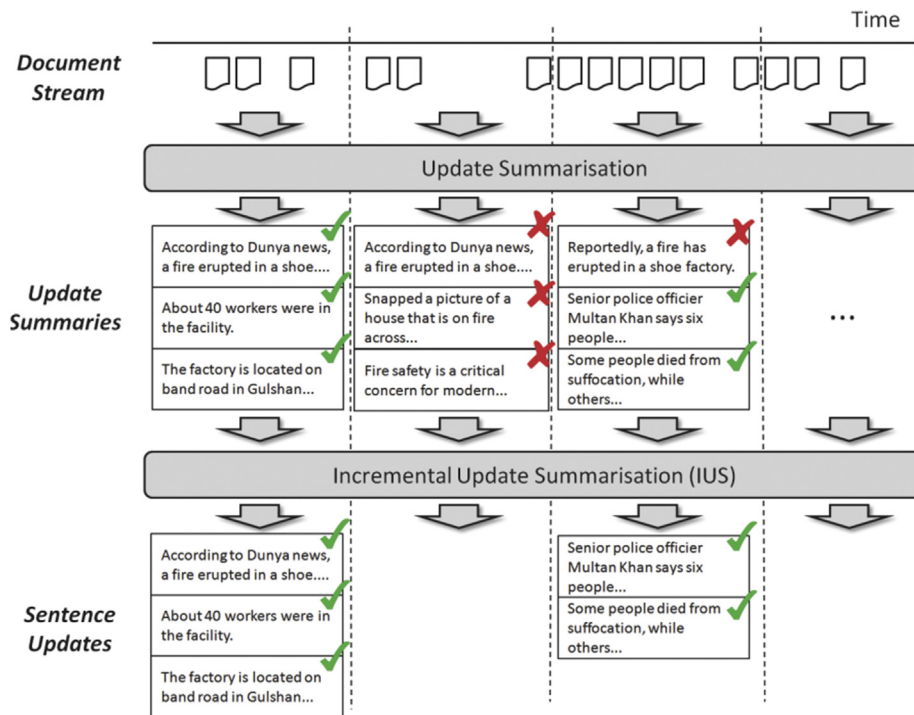 Time
Document
Stream
Update Summarisation
Update
Summaries
According to Dunya news,
a fire erupted in a shoe....
About 40 workers were in
the facility.
The factory is located on
band road in Gulshan...
According to Dunya news,
a fire erupted in a shoe....
Snapped a picture of a
house that is on fire
across...
Fire safety is a critical
concern for modern...
Reportedly, a fire has
erupted in a shoe factory.
Senior police officier
Multan Khan says six
people...
Some people died from
suffocation, while
others...
...
Incremental Update Summarisation (IUS)
Sentence
Updates
According to Dunya news,
a fire erupted in a shoe....
About 40 workers were in
the facility.
The factory is located on
band road in Gulshan...
Senior police officier
Multan Khan says six
people...
Some people died from
suffocation, while
others...